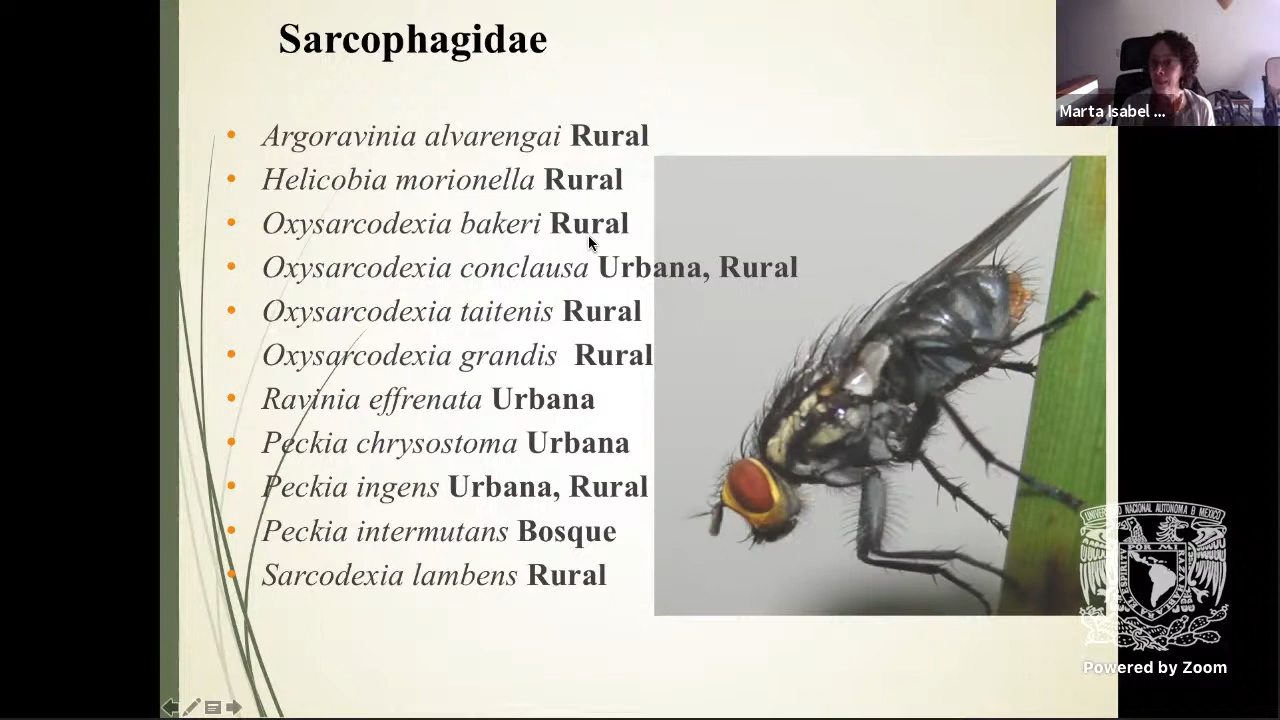 Sarcophagidae
Marta Isabel ...
Argoravinia alvarengai Rural
Helicobia morionella Rural
Oxysarcodexia bakeri Rural
Oxysarcodexia conclausa Urbana, Rural
Oxysarcodexia taitenis Rural
Oxysarcodexia grandis Rural
Ravinia effrenata Urbana
Peckia chrysostoma Urbana
Peckia ingens Urbana, Rural
Peckia intermutans Bosque
Sarcodexia lambens Rural
Powered by Zoom